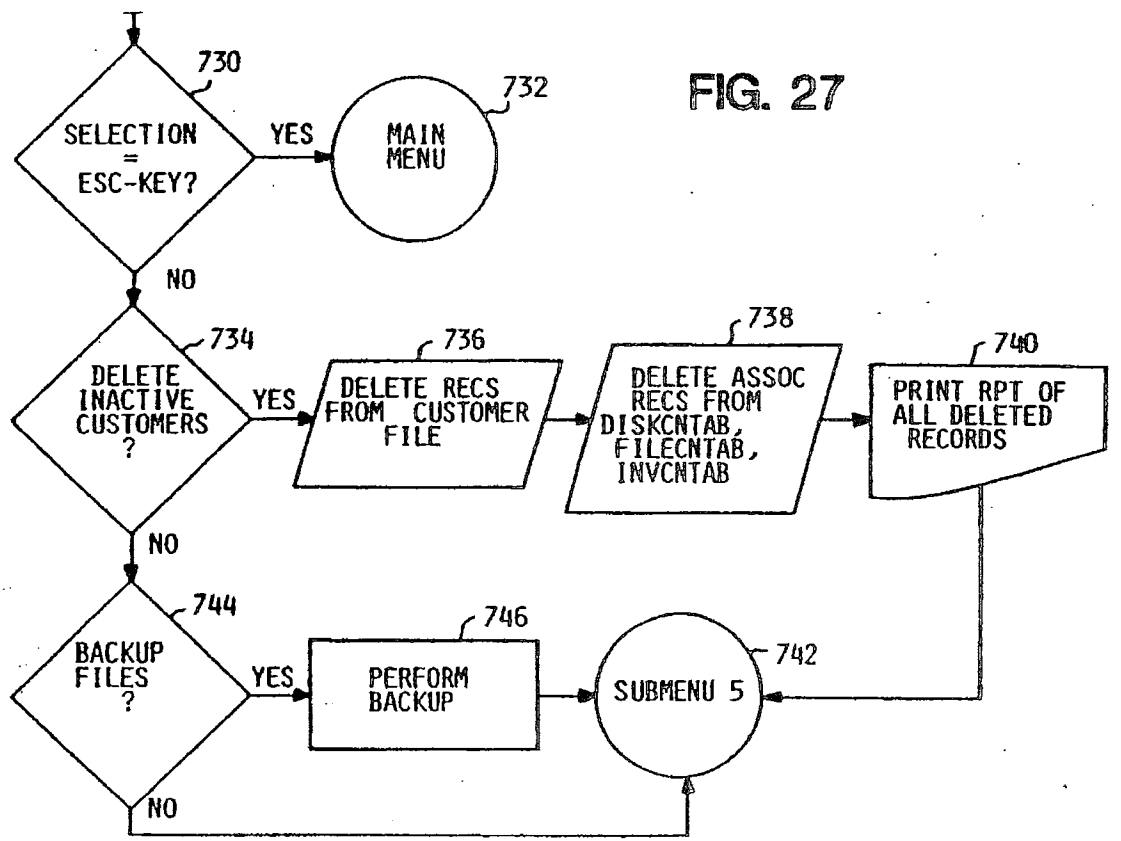 FIG. 27
730
SELECTION
=
ESC-KEY?
YES
732
MAIN
MENU
NO
734
DELETE
INACTIVE
CUSTOMERS
?
YES
736
DELETE RECS
FROM CUSTOMER
FILE
738
DELETE ASSOC
RECS FROM
DISKCNTAB,
FILECNTAB,
INVCNTAB
740
PRINT RPT OF
ALL DELETED
RECORDS
NO
744
BACKUP
FILES
?
YES
746
PERFORM
BACKUP
742
SUBMENU 5
NO